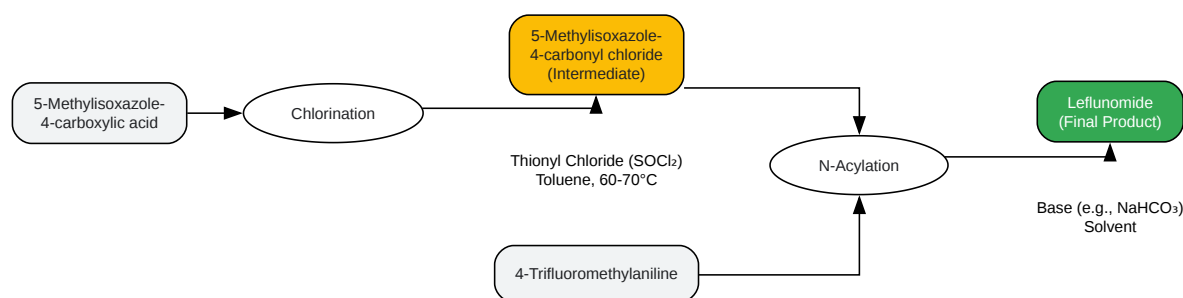 5-Methylisoxazole-
4-carboxylic acid
Chlorination
5-Methylisoxazole-
4-carbonyl chloride
(Intermediate)
Thionyl Chloride (SOCl₂)
Toluene, 60-70°C
4-Trifluoromethylaniline
N-Acylation
Leflunomide
(Final Product)
Base (e.g., NaHCO₃)
Solvent